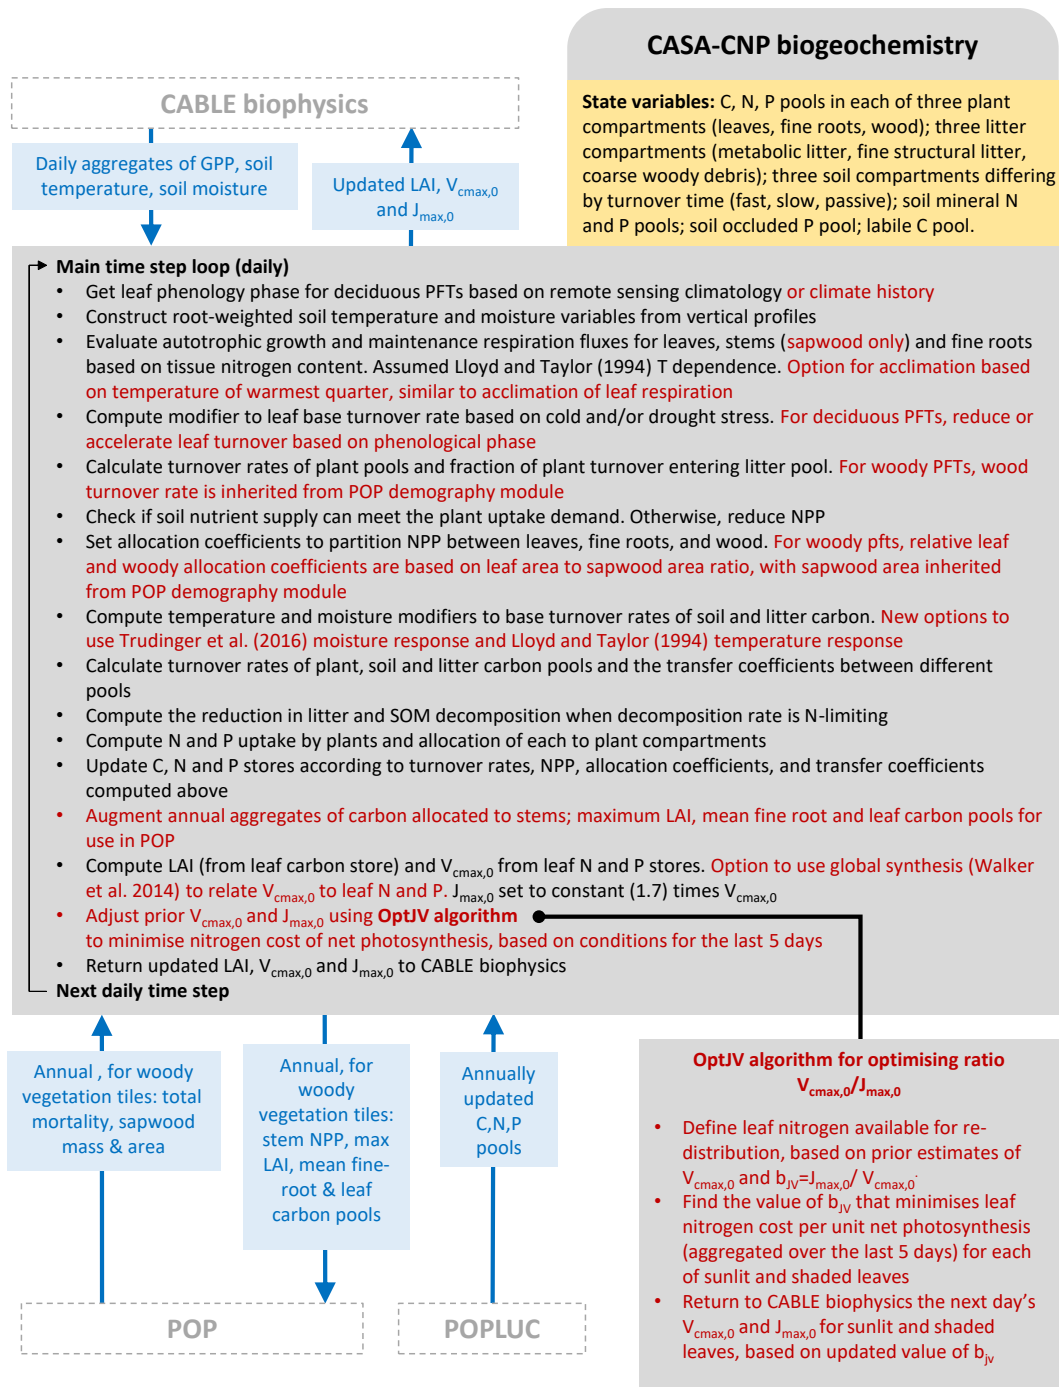 CASA-CNP biogeochemistry
State variables: C, N, P pools in each of three plant
compartments (leaves, fine roots, wood); three litter
compartments (metabolic litter, fine structural litter,
coarse woody debris); three soil compartments differing
by turnover time (fast, slow, passive); soil mineral N
and P pools; soil occluded P pool; labile C pool.
CABLE biophysics
Daily aggregates of GPP, soil
temperature, soil moisture
Updated LAI, Vcmax,0
and Jmax,0
Main time step loop (daily)
• Get leaf phenology phase for deciduous PFTs based on remote sensing climatology or climate history
• Construct root-weighted soil temperature and moisture variables from vertical profiles
• Evaluate autotrophic growth and maintenance respiration fluxes for leaves, stems (sapwood only) and fine roots
based on tissue nitrogen content. Assumed Lloyd and Taylor (1994) T dependence. Option for acclimation based
on temperature of warmest quarter, similar to acclimation of leaf respiration
• Compute modifier to leaf base turnover rate based on cold and/or drought stress. For deciduous PFTs, reduce or
accelerate leaf turnover based on phenological phase
• Calculate turnover rates of plant pools and fraction of plant turnover entering litter pool. For woody PFTs, wood
turnover rate is inherited from POP demography module
• Check if soil nutrient supply can meet the plant uptake demand. Otherwise, reduce NPP
• Set allocation coefficients to partition NPP between leaves, fine roots, and wood. For woody pfts, relative leaf
and woody allocation coefficients are based on leaf area to sapwood area ratio, with sapwood area inherited
from POP demography module
• Compute temperature and moisture modifiers to base turnover rates of soil and litter carbon. New options to
use Trudinger et al. (2016) moisture response and Lloyd and Taylor (1994) temperature response
• Calculate turnover rates of plant, soil and litter carbon pools and the transfer coefficients between different
pools
• Compute the reduction in litter and SOM decomposition when decomposition rate is N-limiting
• Compute N and P uptake by plants and allocation of each to plant compartments
• Update C, N and P stores according to turnover rates, NPP, allocation coefficients, and transfer coefficients
computed above
• Augment annual aggregates of carbon allocated to stems; maximum LAI, mean fine root and leaf carbon pools for
use in POP
• Compute LAI (from leaf carbon store) and Vcmax,0 from leaf N and P stores. Option to use global synthesis (Walker
et al. 2014) to relate Vcmax,0 to leaf N and P. Jmax,0 set to constant (1.7) times Vcmax,0
• Adjust prior Vcmax,0 and Jmax,0 using OptJV algorithm
to minimise nitrogen cost of net photosynthesis, based on conditions for the last 5 days
• Return updated LAI, Vcmax,0 and Jmax,0 to CABLE biophysics
Next daily time step
Annual , for woody
vegetation tiles: total
mortality, sapwood
mass & area
Annual, for
woody
vegetation tiles:
stem NPP, max
LAI, mean fine-
root & leaf
carbon pools
Annually
updated
C,N,P
pools
POP
POPLUC
OptJV algorithm for optimising ratio
Vcmax,0/Jmax,0
• Define leaf nitrogen available for re-
distribution, based on prior estimates of
Vcmax,0 and bJV=Jmax,0/ Vcmax,0.
• Find the value of bJV that minimises leaf
nitrogen cost per unit net photosynthesis
(aggregated over the last 5 days) for each
of sunlit and shaded leaves
• Return to CABLE biophysics the next day's
Vcmax,0 and Jmax,0 for sunlit and shaded
leaves, based on updated value of bjv